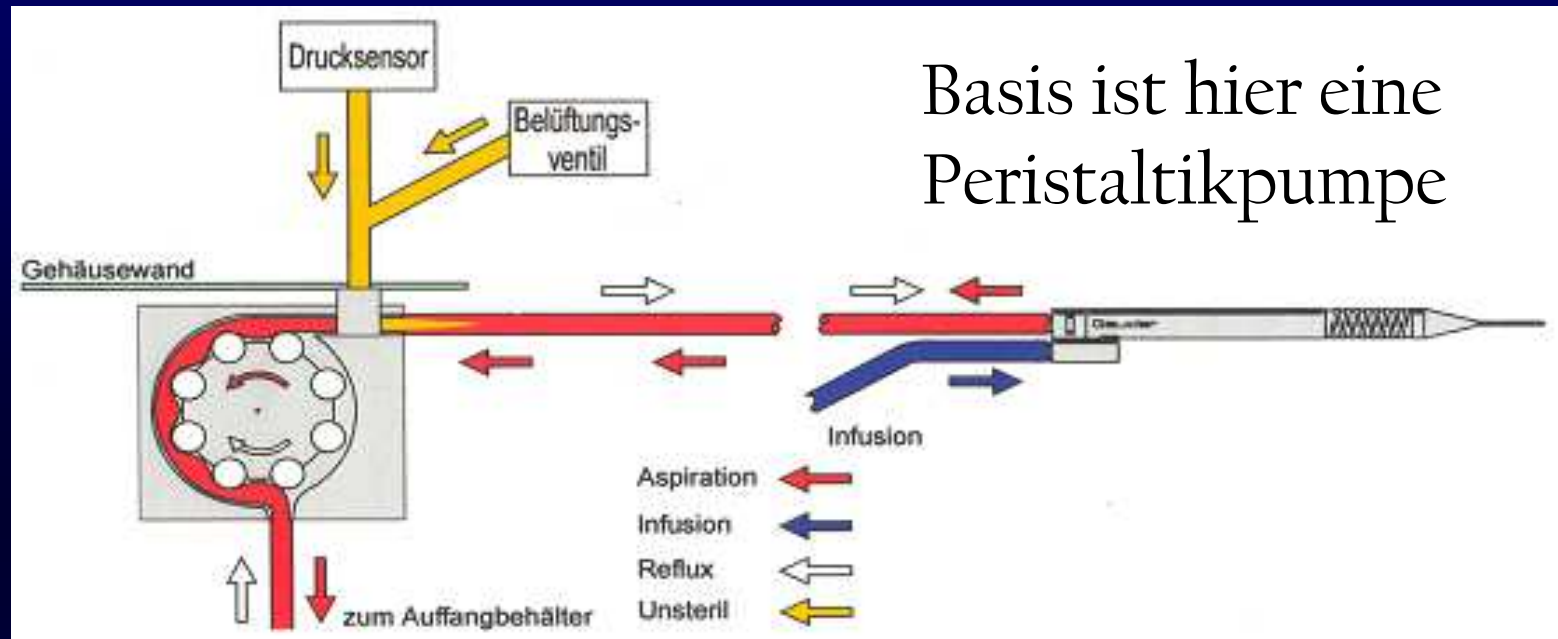 Drucksensor
Belüftungs-
ventil
Basis ist hier eine
Peristaltikpumpe
Gehäusewand
Infusion
Aspiration
Infusion
Reflux
Unsteril
zum Auffangbehälter